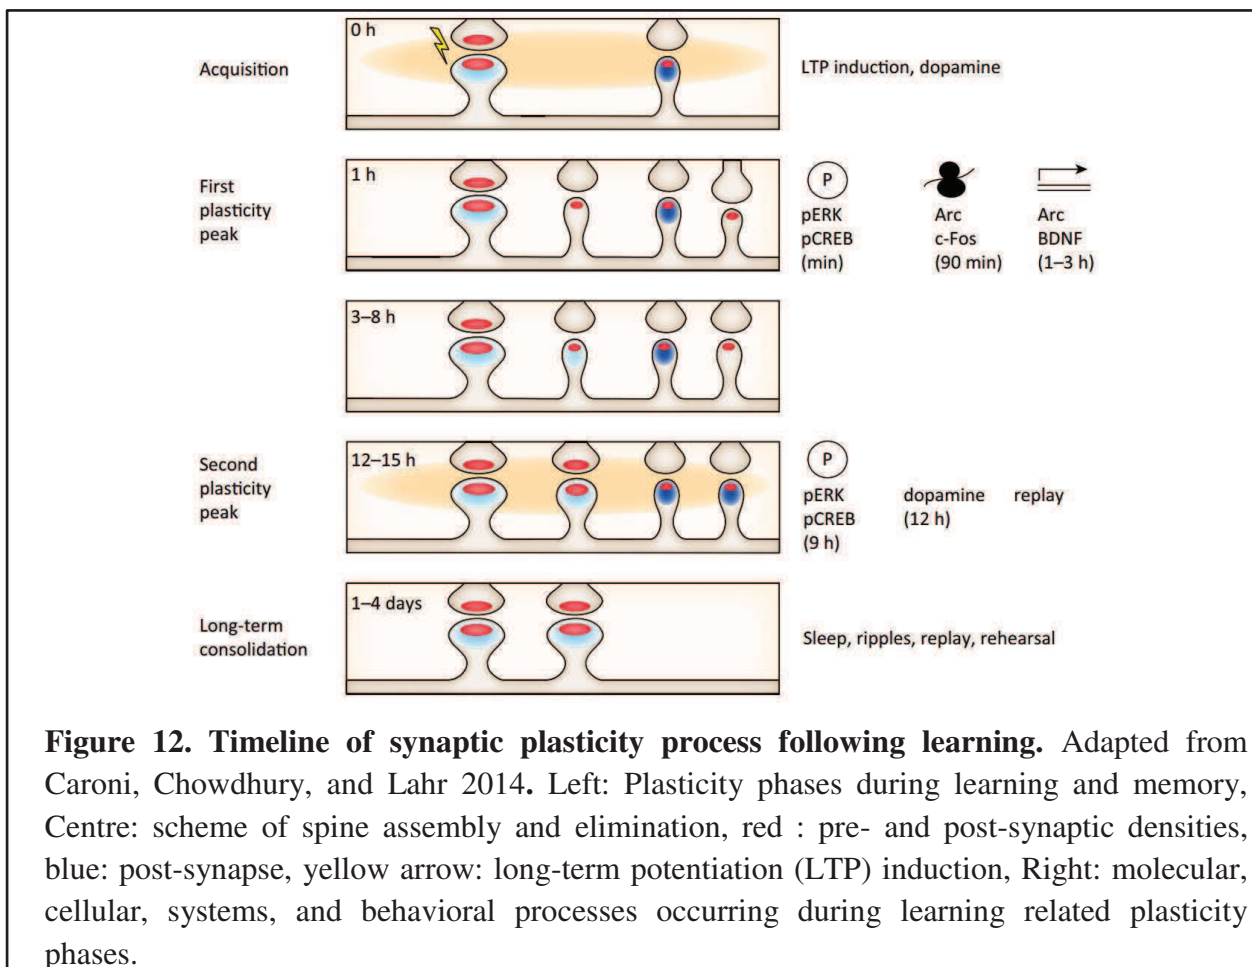 0 h
Acquisition
LTP induction, dopamine
1 h
First
plasticity
peak
P
pERK
pCREB
(min)
Arc
c-Fos
(90 min)
Arc
BDNF
(1–3 h)
3–8 h
12–15 h
Second
plasticity
peak
P
pERK
pCREB
(9 h)
dopamine
(12 h)
replay
1–4 days
Long-term
consolidation
Sleep, ripples, replay, rehearsal
Figure 12. Timeline of synaptic plasticity process following learning. Adapted from
Caroni, Chowdhury, and Lahr 2014. Left: Plasticity phases during learning and memory,
Centre: scheme of spine assembly and elimination, red : pre- and post-synaptic densities,
blue: post-synapse, yellow arrow: long-term potentiation (LTP) induction, Right: molecular,
cellular, systems, and behavioral processes occurring during learning related plasticity
phases.